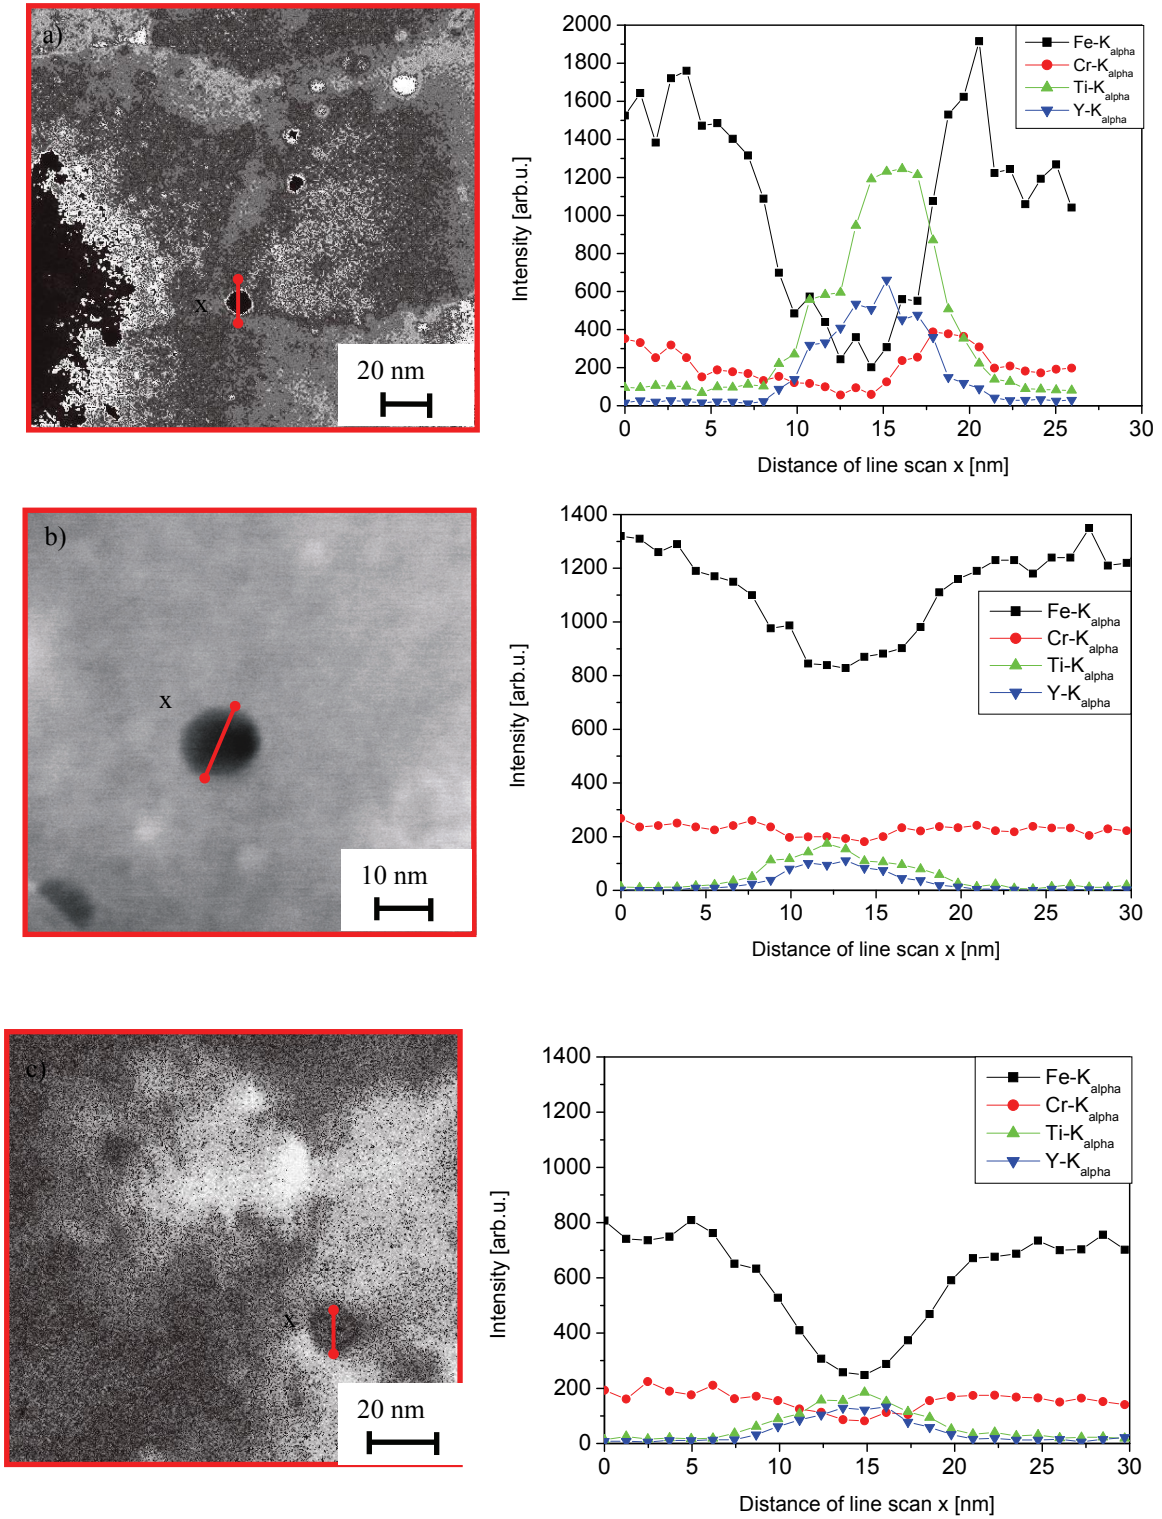 a)
x
20 nm
2000
1800
1600
1400
1200
1000
800
600
400
200
0
Intensity [arb.u.]
Fe-Kalpha
Cr-Kalpha
Ti-Kalpha
Y-Kalpha
0 5 10 15 20 25 30
Distance of line scan x [nm]
b)
x
10 nm
1400
1200
1000
800
600
400
200
0
Intensity [arb.u.]
Fe-Kalpha
Cr-Kalpha
Ti-Kalpha
Y-Kalpha
0 5 10 15 20 25 30
Distance of line scan x [nm]
c)
x
20 nm
1400
1200
1000
800
600
400
200
0
Intensity [arb.u.]
Fe-Kalpha
Cr-Kalpha
Ti-Kalpha
Y-Kalpha
0 5 10 15 20 25 30
Distance of line scan x [nm]